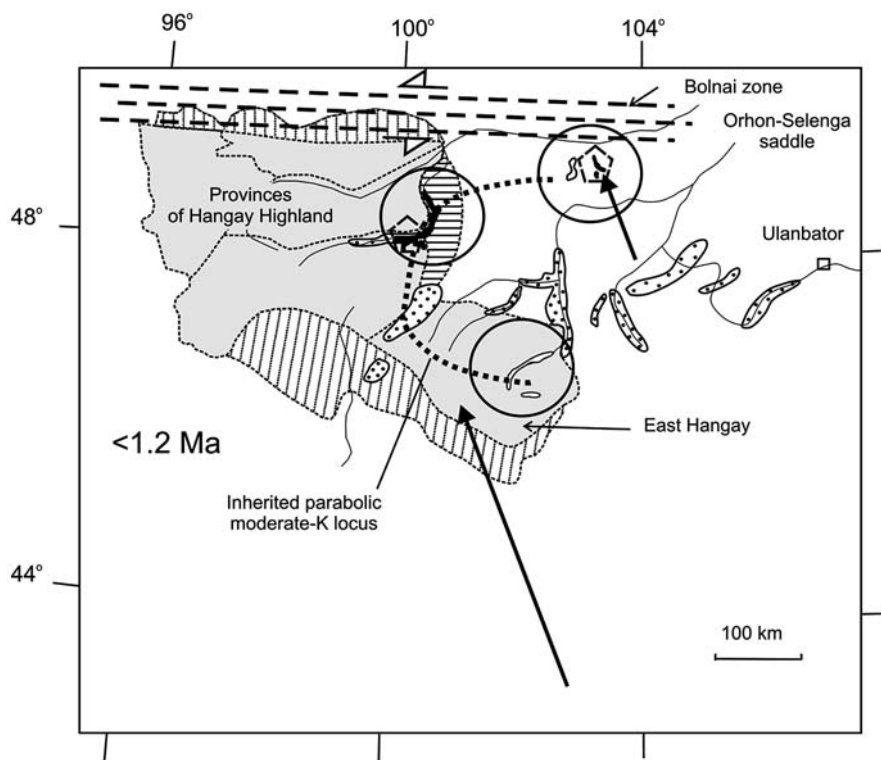 96°
100°
104°
Bolnai zone
Orhon-Selenga
saddle
Provinces
of Hangay Highland
48°
Ulanbator
<1.2 Ma
East Hangay
Inherited parabolic
moderate-K locus
44°
100 km